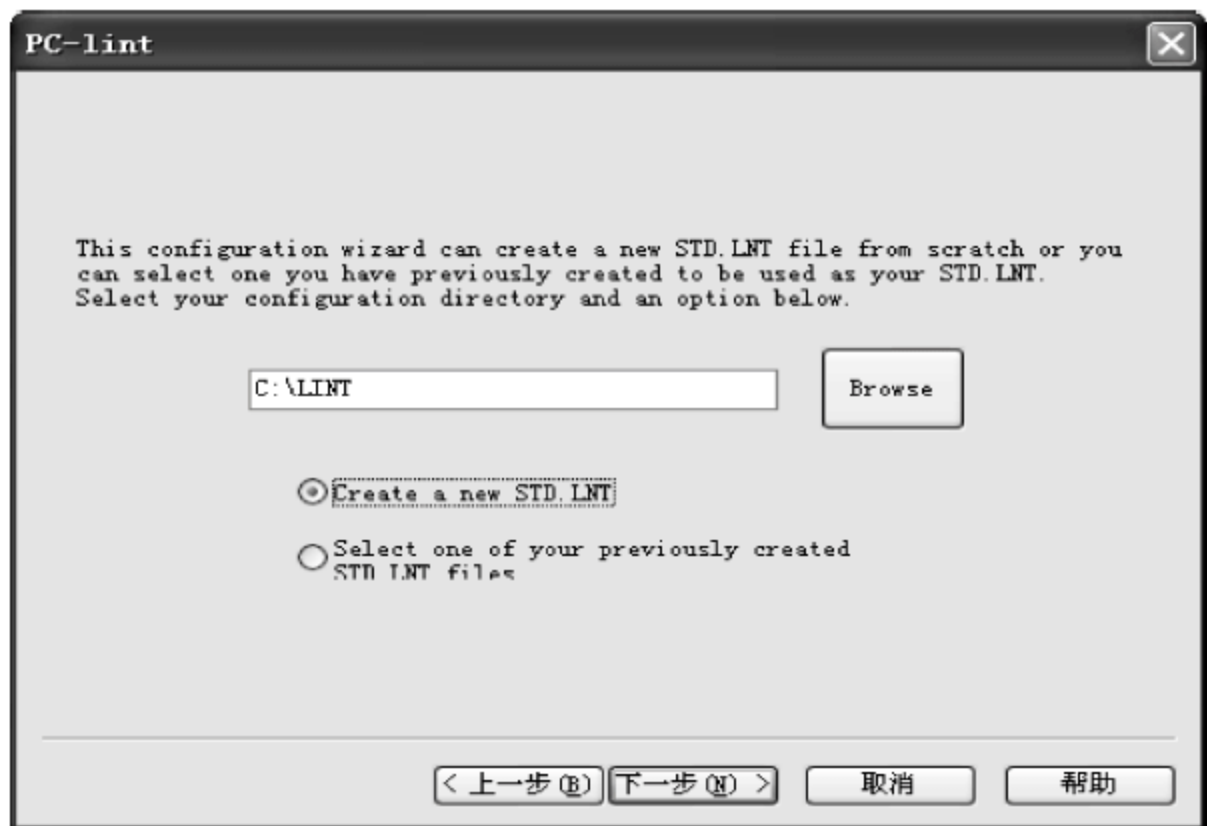 PC-lint
This configuration wizard can create a new STD.LNT file from scratch or you
can select one you have previously created to be used as your STD.LNT.
Select your configuration directory and an option below.
C:\LINT
Browse
Create a new STD.LNT
Select one of your previously created
STD.LNT files
< 上一步(B) 下一步(N) > 取消 帮助